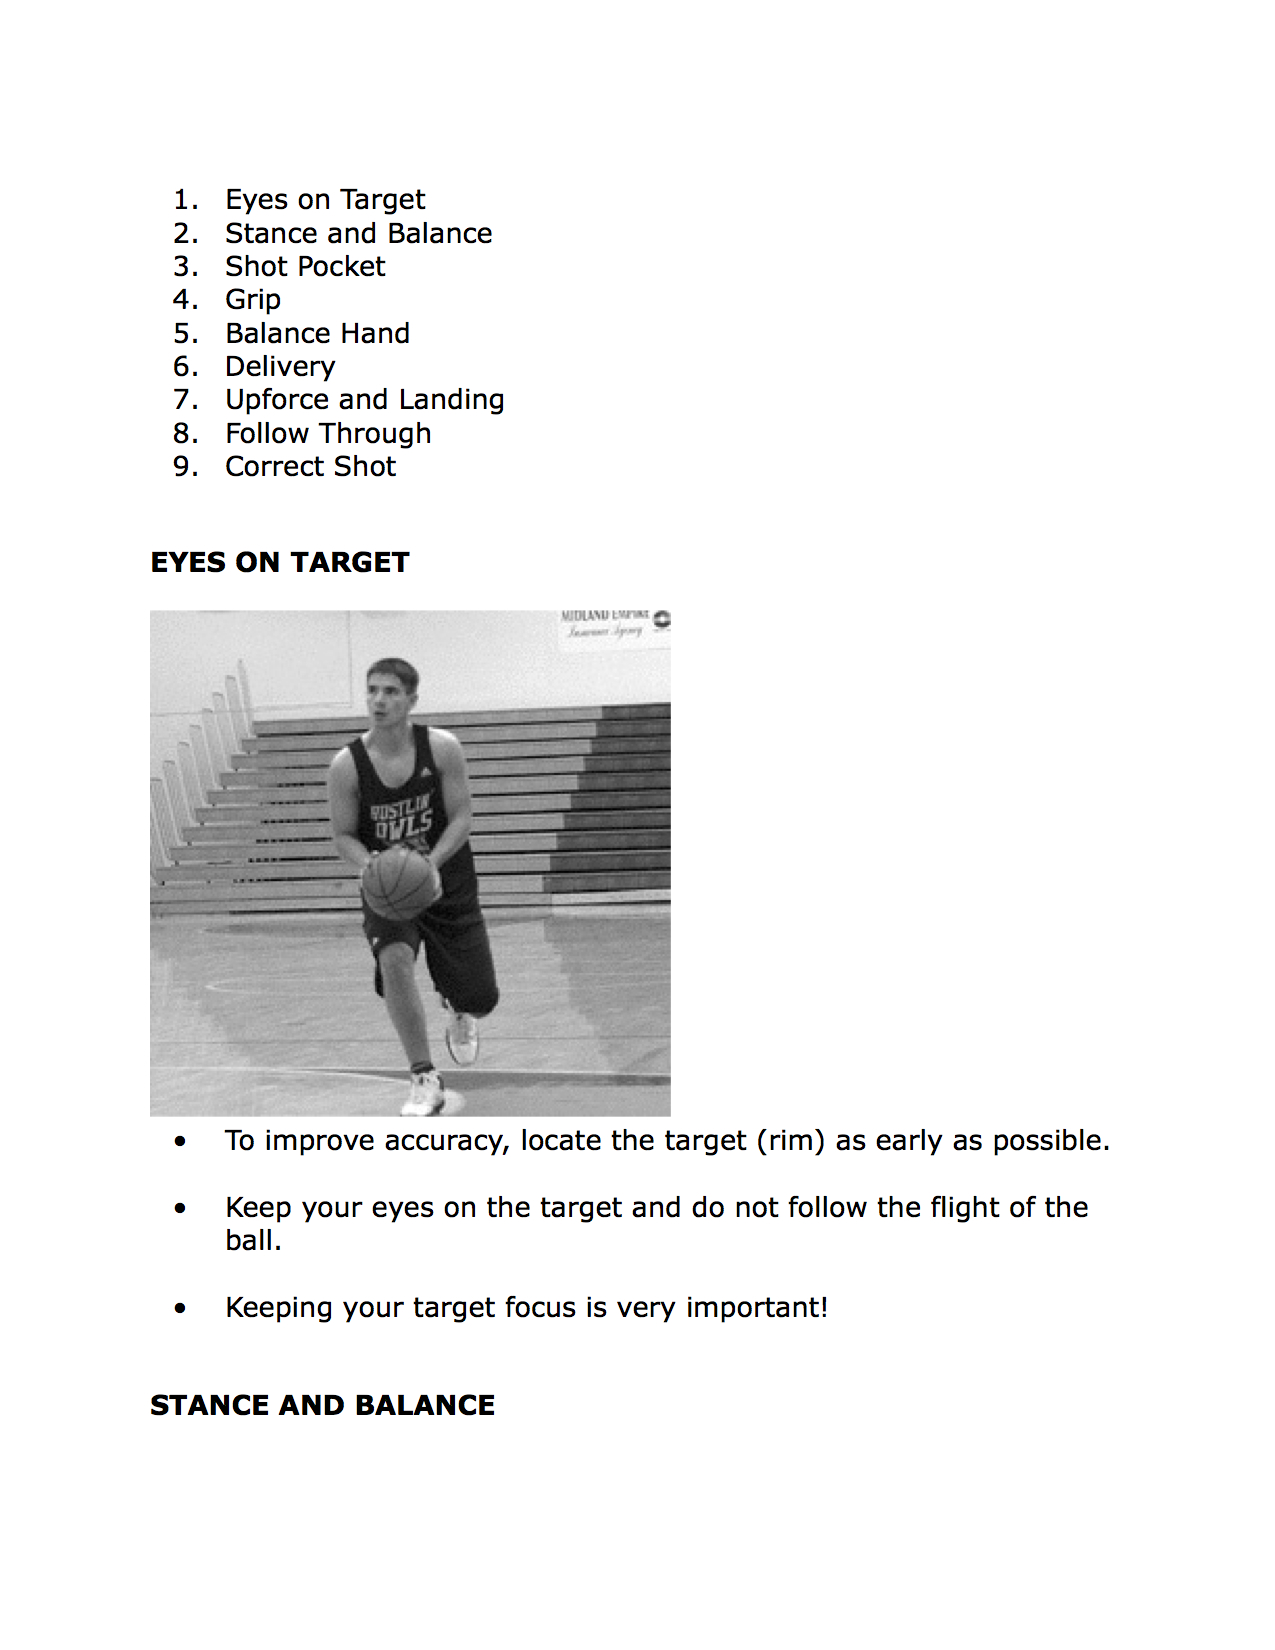 1. Eyes on Target
2. Stance and Balance
3. Shot Pocket
4. Grip
5. Balance Hand
6. Delivery
7. Upforce and Landing
8. Follow Through
9. Correct Shot
EYES ON TARGET
MIDLAND EMPIRE
Insurance Agency
RUSTLIN'
OWLS
• To improve accuracy, locate the target (rim) as early as possible.
• Keep your eyes on the target and do not follow the flight of the
ball.
• Keeping your target focus is very important!
STANCE AND BALANCE